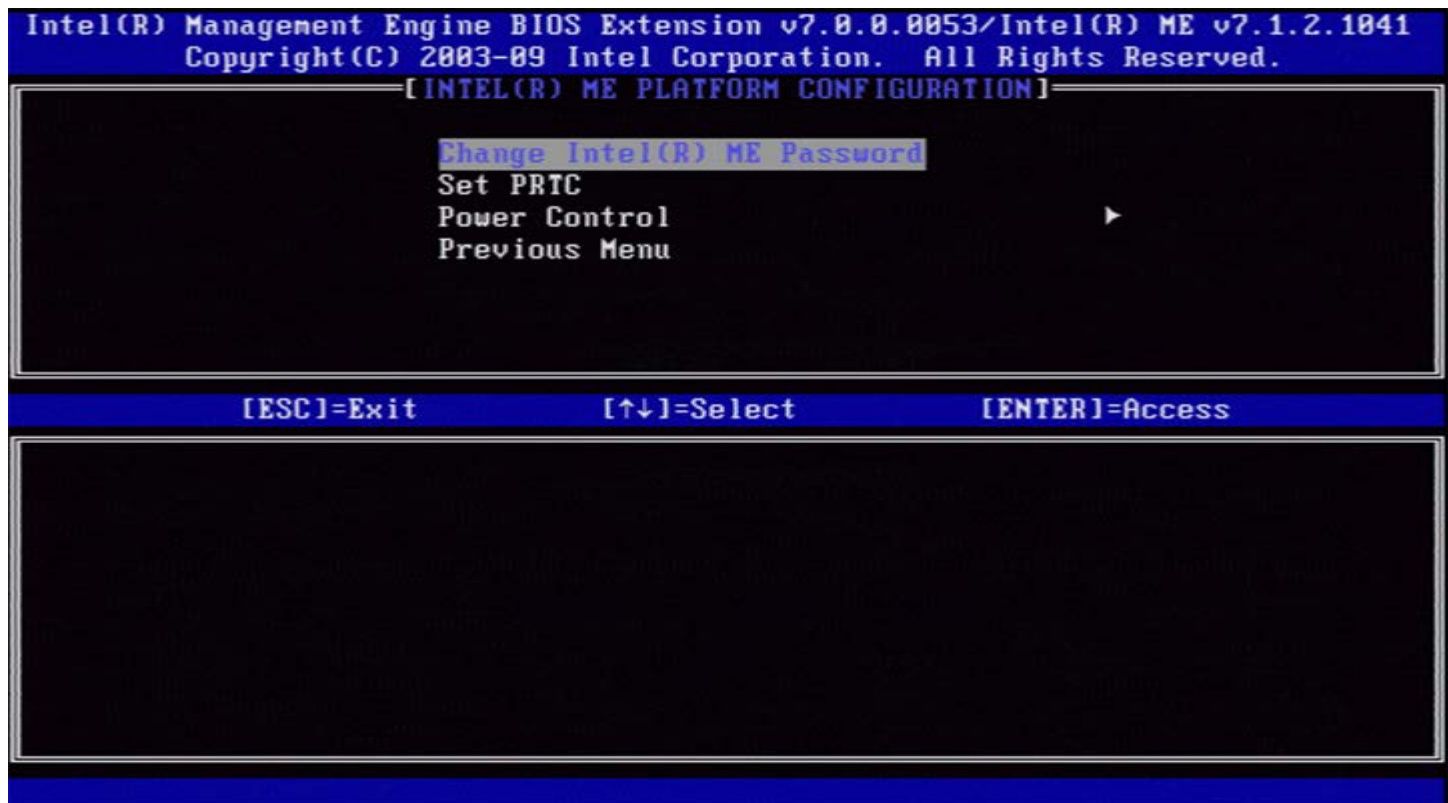 Intel(R) Management Engine BIOS Extension v7.0.0.0053/Intel(R) ME v7.1.2.1041
Copyright(C) 2003-09 Intel Corporation. All Rights Reserved.
[INTEL(R) ME PLATFORM CONFIGURATION]
Change Intel(R) ME Password
Set PRTC
Power Control ►
Previous Menu
[ESC]=Exit [↑↓]=Select [ENTER]=Access